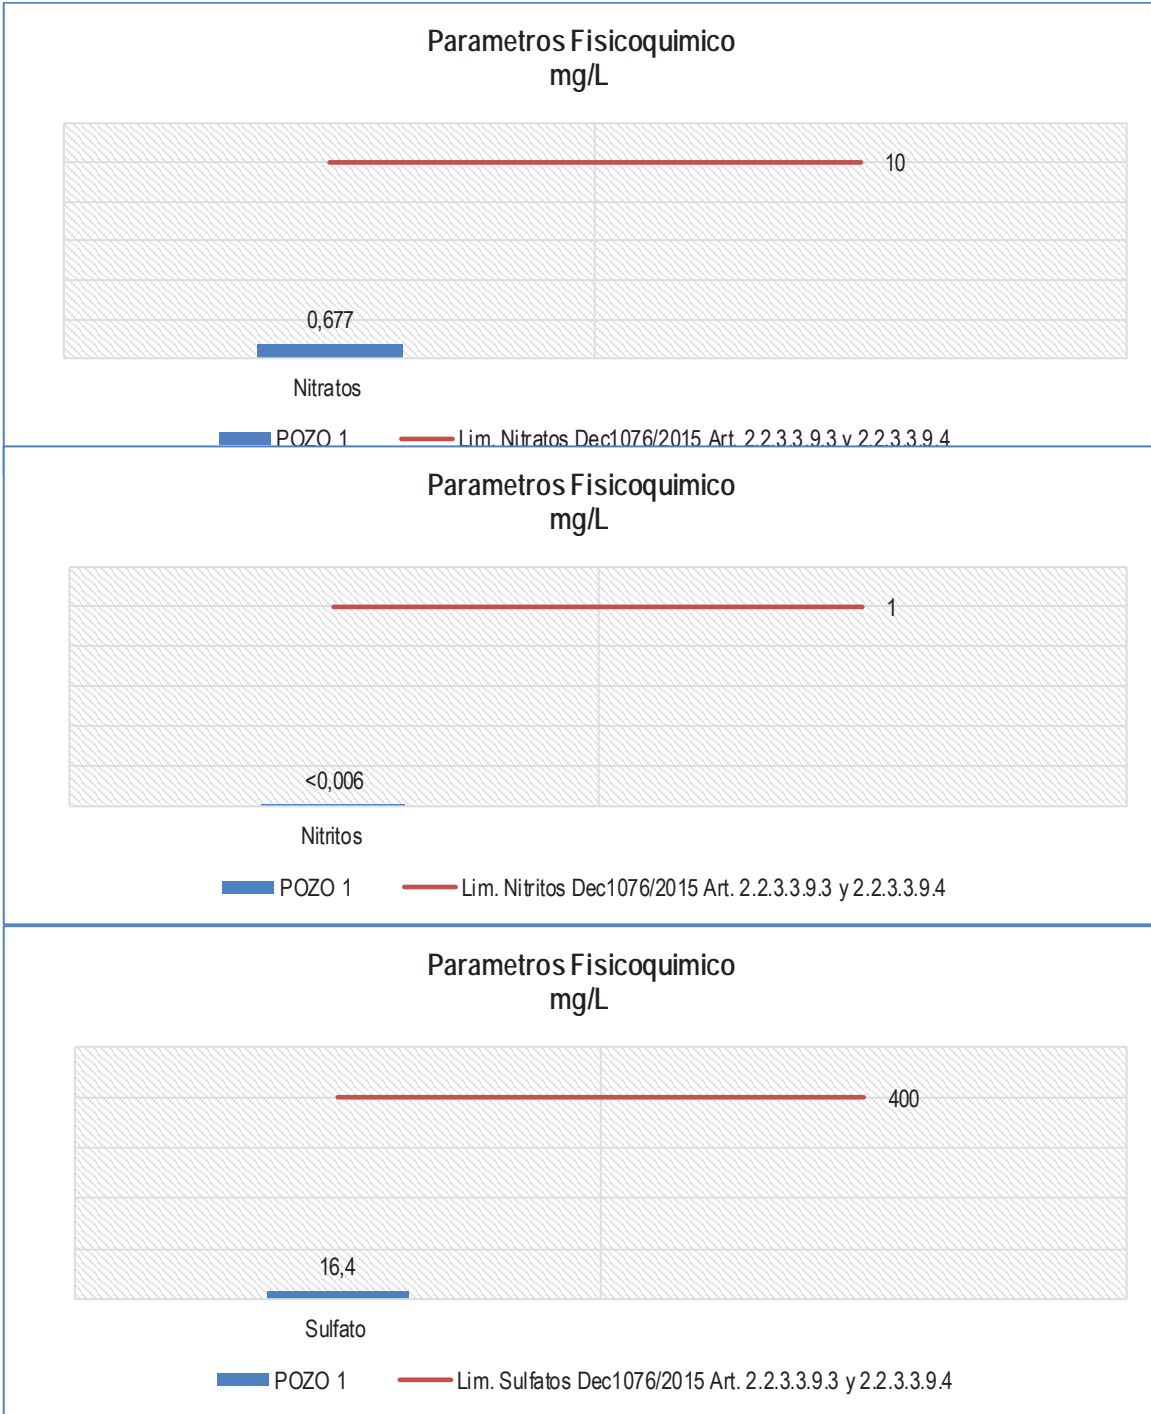 Parametros Fisicoquimico
mg/L
10
0,677
Nitratos
POZO 1 Lim. Nitratos Dec1076/2015 Art. 2.2.3.3.9.3 y 2.2.3.3.9.4
Parametros Fisicoquimico
mg/L
1
<0,006
Nitritos
POZO 1 Lim. Nitritos Dec1076/2015 Art. 2.2.3.3.9.3 y 2.2.3.3.9.4
Parametros Fisicoquimico
mg/L
400
16,4
Sulfato
POZO 1 Lim. Sulfatos Dec1076/2015 Art. 2.2.3.3.9.3 y 2.2.3.3.9.4